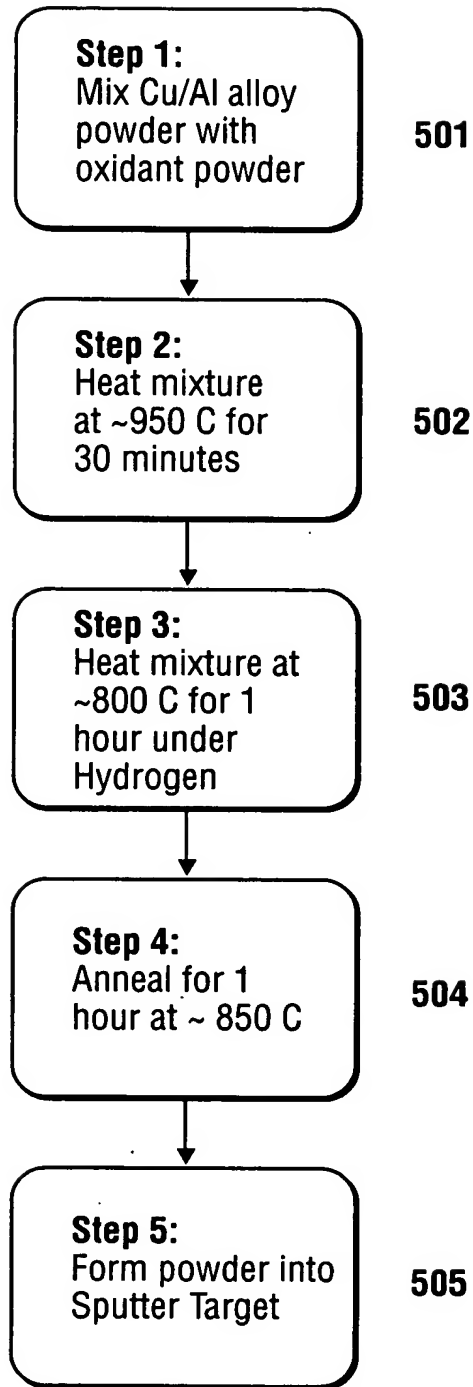 Step 1:
Mix Cu/Al alloy
powder with
oxidant powder
501
Step 2:
Heat mixture
at ~950 C for
30 minutes
502
Step 3:
Heat mixture at
~800 C for 1
hour under
Hydrogen
503
Step 4:
Anneal for 1
hour at ~ 850 C
504
Step 5:
Form powder into
Sputter Target
505